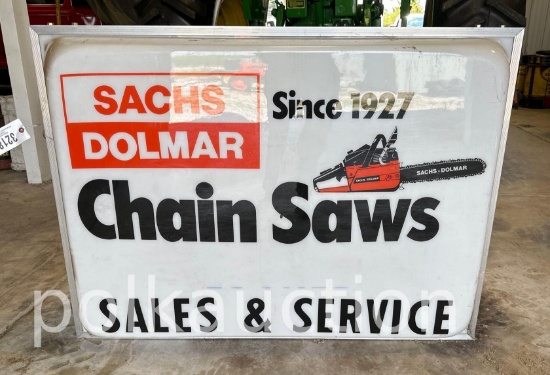 SACHS
DOLMAR
Since 1927
SACHS-DOLMAR
Chain Saws
polkauction
SALES & SERVICE